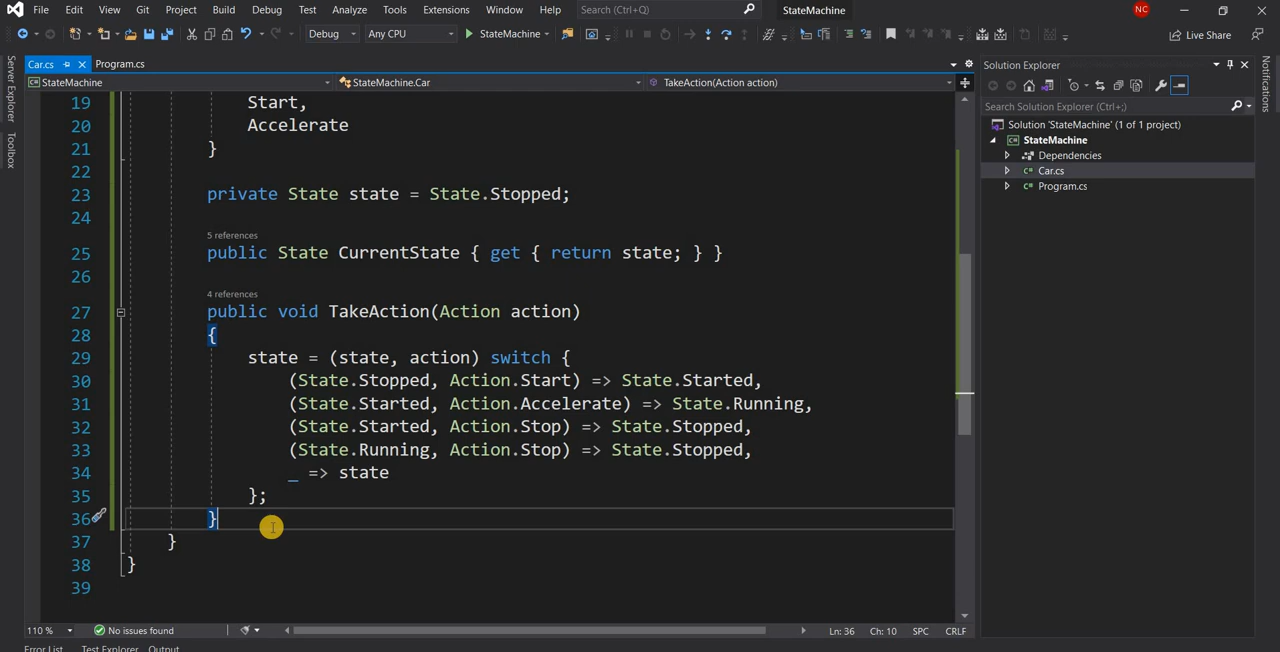 File Edit View Git Project Build Debug Test Analyze Tools Extensions Window Help Search (Ctrl+Q) StateMachine NC
Debug Any CPU StateMachine Live Share
Server Explorer
Toolbox
Car.cs Program.cs
StateMachine StateMachine.Car TakeAction(Action action)
19 Start,
20 Accelerate
21 }
22
23 private State state = State.Stopped;
24
5 references
25 public State CurrentState { get { return state; } }
26
4 references
27 public void TakeAction(Action action)
28 {
29 state = (state, action) switch {
30 (State.Stopped, Action.Start) => State.Started,
31 (State.Started, Action.Accelerate) => State.Running,
32 (State.Started, Action.Stop) => State.Stopped,
33 (State.Running, Action.Stop) => State.Stopped,
34 _ => state
35 };
36 }
37 }
38 }
39
110 % No issues found Ln: 36 Ch: 10 SPC CRLF
Error List Test Explorer Output
Solution Explorer
Search Solution Explorer (Ctrl+;)
Solution 'StateMachine' (1 of 1 project)
StateMachine
Dependencies
C# Car.cs
C# Program.cs
Notifications